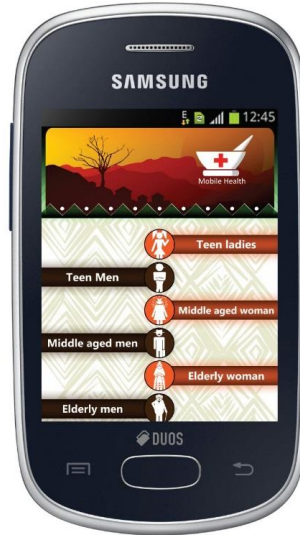 SAMSUNG
E
12:45
Mobile Health
Teen ladies
Teen Men
Middle aged woman
Middle aged men
Elderly woman
Elderly men
DUOS